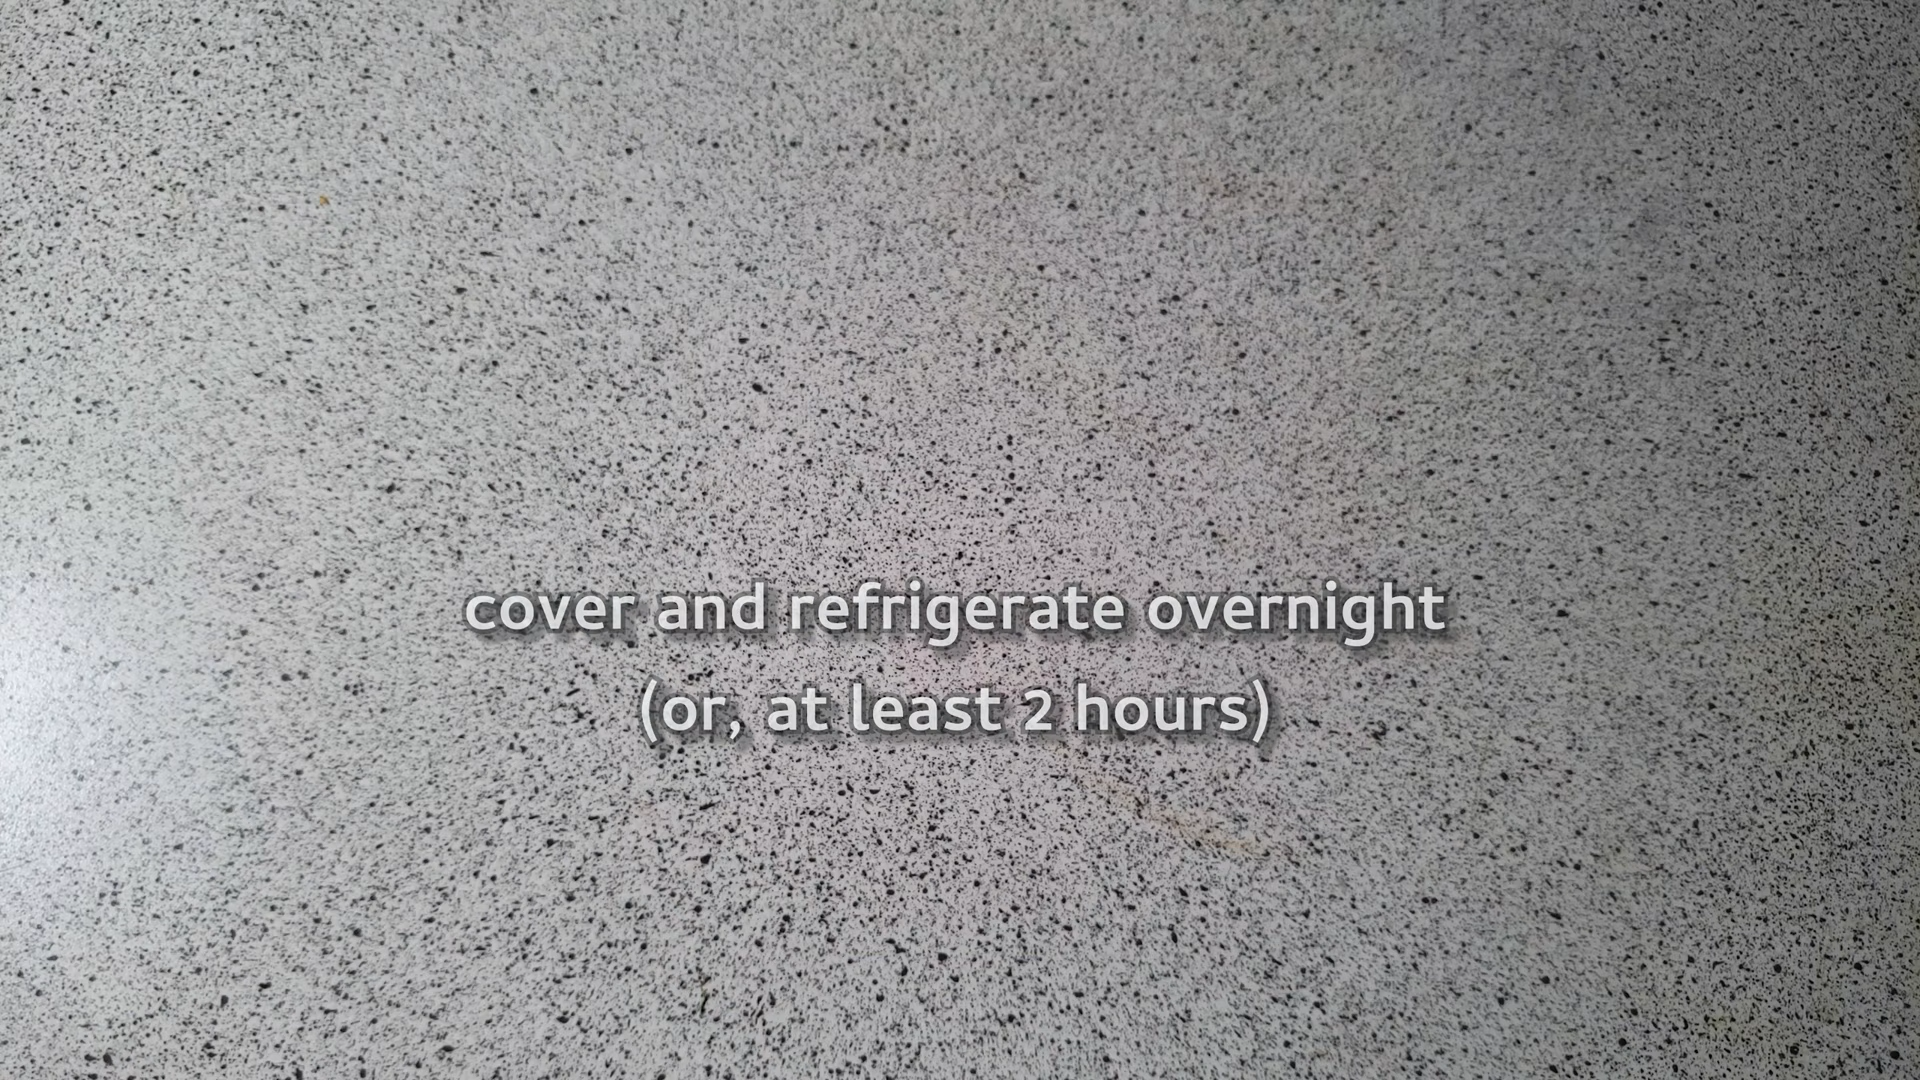 cover and refrigerate overnight
(or, at least 2 hours)